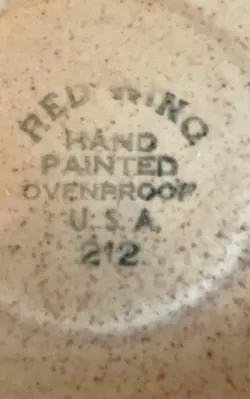 RED WING
HAND
PAINTED
OVENPROOF
U.S.A.
212